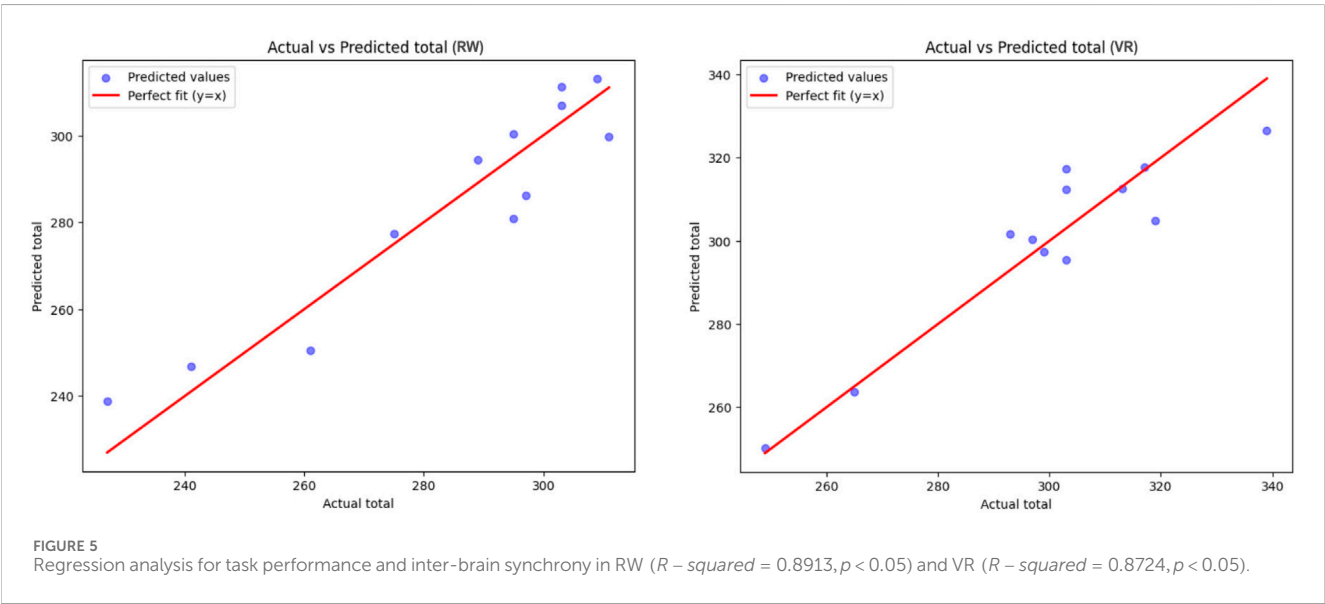 Actual vs Predicted total (RW)
Predicted values
Perfect fit (y=x)
300
280
260
240
Predicted total
240
260
280
300
Actual total
Actual vs Predicted total (VR)
Predicted values
Perfect fit (y=x)
340
320
300
280
260
Predicted total
260
280
300
320
340
Actual total
FIGURE 5
Regression analysis for task performance and inter-brain synchrony in RW (R – squared = 0.8913, p < 0.05) and VR (R – squared = 0.8724, p < 0.05).